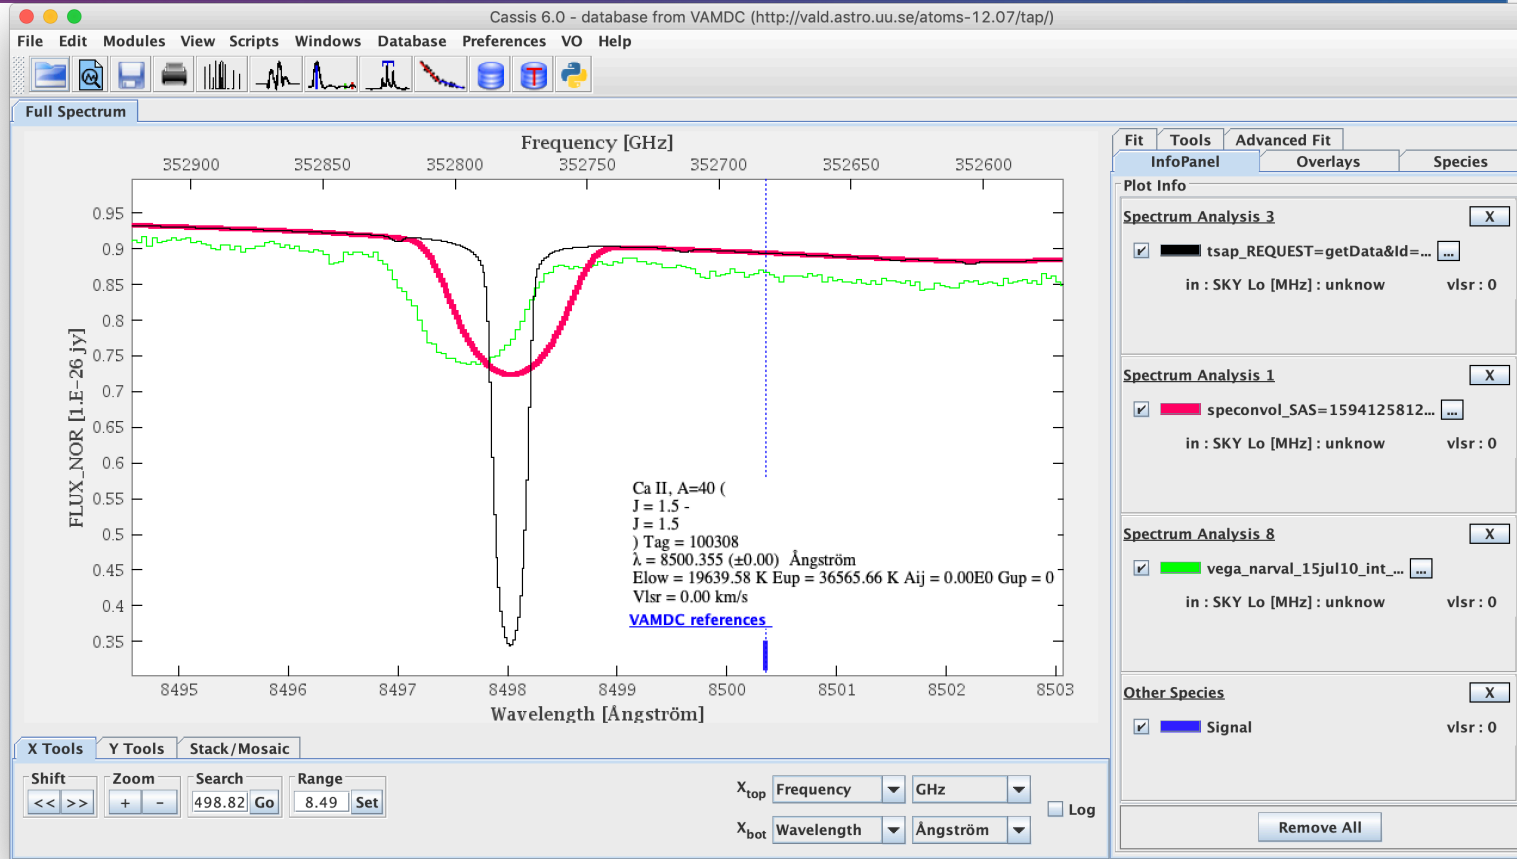 Cassis 6.0 - database from VAMDC (http://vald.astro.uu.se/atoms-12.07/tap/)
File Edit Modules View Scripts Windows Database Preferences VO Help
T
Full Spectrum
Frequency [GHz]
352900 352850 352800 352750 352700 352650 352600
0.95
0.9
0.85
0.8
0.75
0.7
0.65
0.6
0.55
0.5
0.45
0.4
0.35
FLUX_NOR [1.E-26 jy]
Ca II, A=40 (
J = 1.5 -
J = 1.5
) Tag = 100308
λ = 8500.355 (±0.00) Ångström
Elow = 19639.58 K Eup = 36565.66 K Aij = 0.00E0 Gup = 0
Vlsr = 0.00 km/s
VAMDC references
8495 8496 8497 8498 8499 8500 8501 8502 8503
Wavelength [Ångström]
Fit Tools Advanced Fit
InfoPanel Overlays Species
Plot Info
Spectrum Analysis 3 X
tsap_REQUEST=getData&Id=... ...
in : SKY Lo [MHz] : unknow vlsr : 0
Spectrum Analysis 1 X
speconvol_SAS=1594125812... ...
in : SKY Lo [MHz] : unknow vlsr : 0
Spectrum Analysis 8 X
vega_narval_15jul10_int_... ...
in : SKY Lo [MHz] : unknow vlsr : 0
Other Species X
Signal vlsr : 0
Remove All
X Tools Y Tools Stack/Mosaic
Shift Zoom Search Range
<< >> + - 498.82 Go 8.49 Set
Xtop Frequency GHz
Xbot Wavelength Ångström
Log